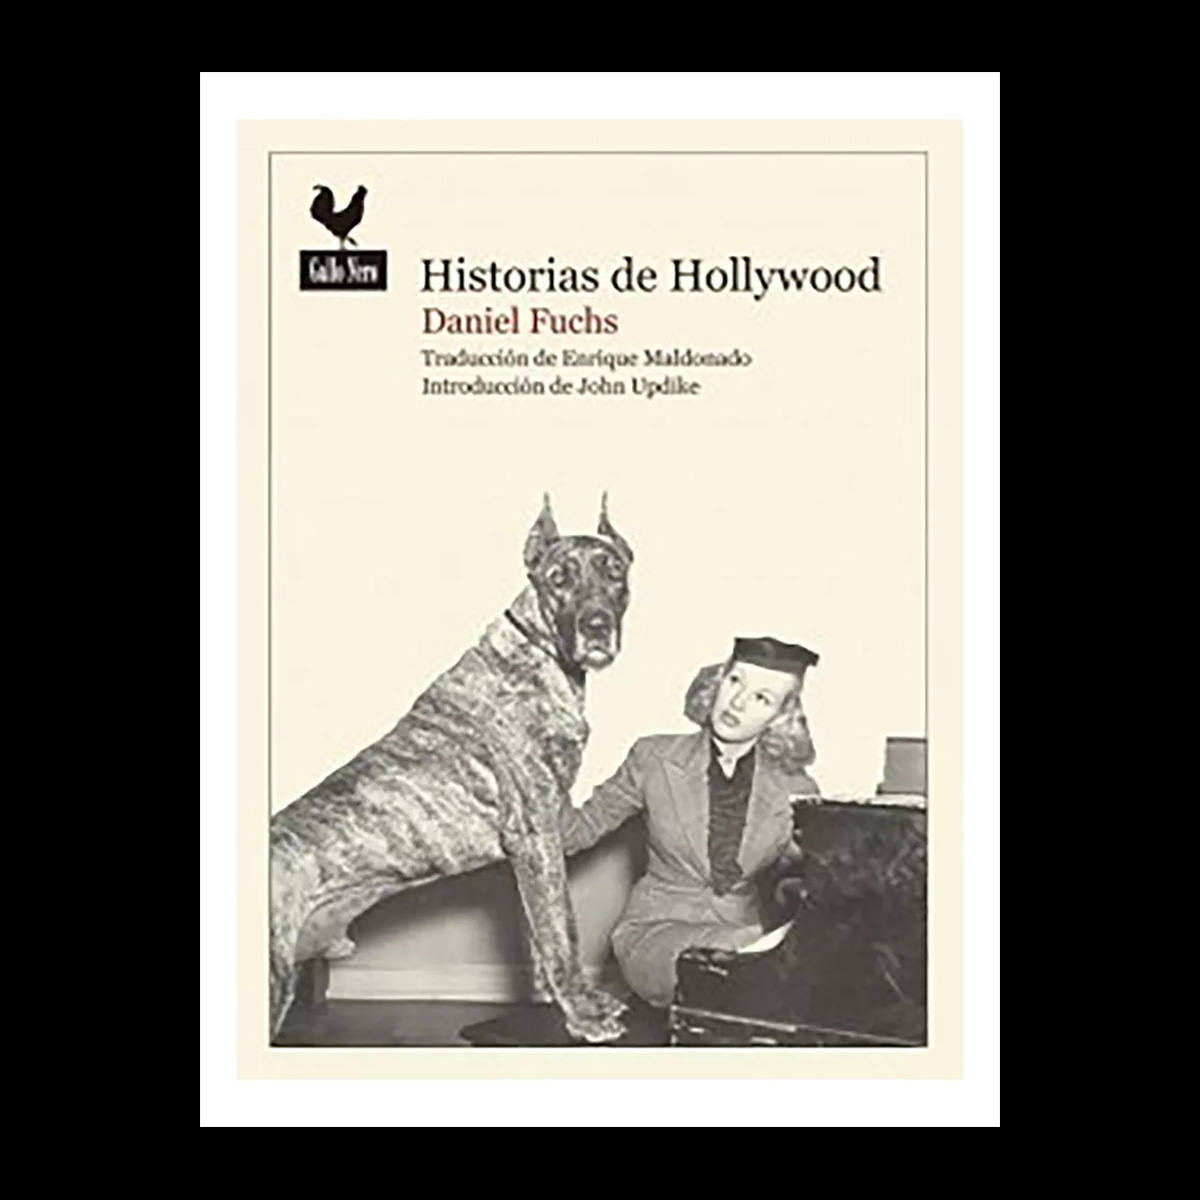 Gallo Nero
Historias de Hollywood
Daniel Fuchs
Traducción de Enrique Maldonado
Introducción de John Updike